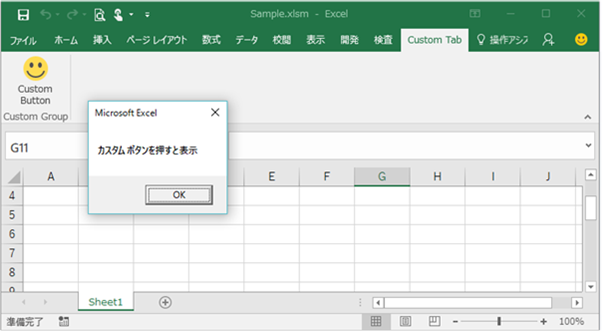 Sample.xlsm - Excel
ファイル ホーム 挿入 ページ レイアウト 数式 データ 校閲 表示 開発 検査 Custom Tab 操作アシス
Custom
Button
Custom Group
Microsoft Excel
カスタム ボタンを押すと表示
OK
G11
A E F G H I J
4
5
6
7
8
Sheet1
準備完了 100%